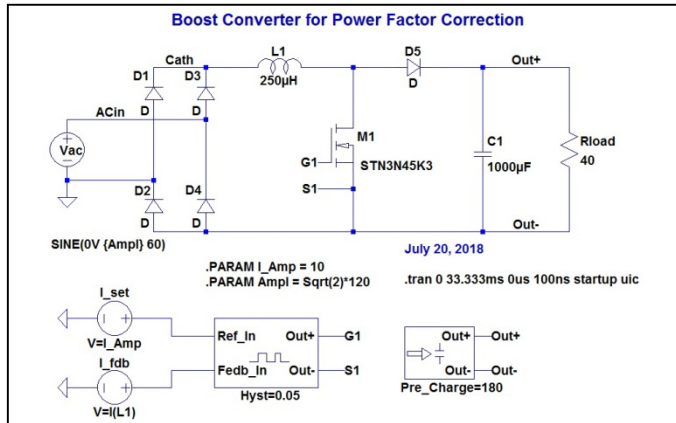 Boost Converter for Power Factor Correction
L1
250µH
Cath
D5
D
Out+
D1
D
D3
D
ACin
Vac
M1
STN3N45K3
G1
S1
C1
1000µF
Rload
40
D2
D
D4
D
Out-
SINE(0V {Ampl} 60)
July 20, 2018
.PARAM I_Amp = 10
.PARAM Ampl = Sqrt(2)*120
.tran 0 33.333ms 0us 100ns startup uic
I_set
V=I_Amp
Ref_In
Out+
G1
Fedb_In
Out-
S1
Hyst=0.05
I_fdb
V=I(L1)
Out+
Out+
Out-
Out-
Pre_Charge=180